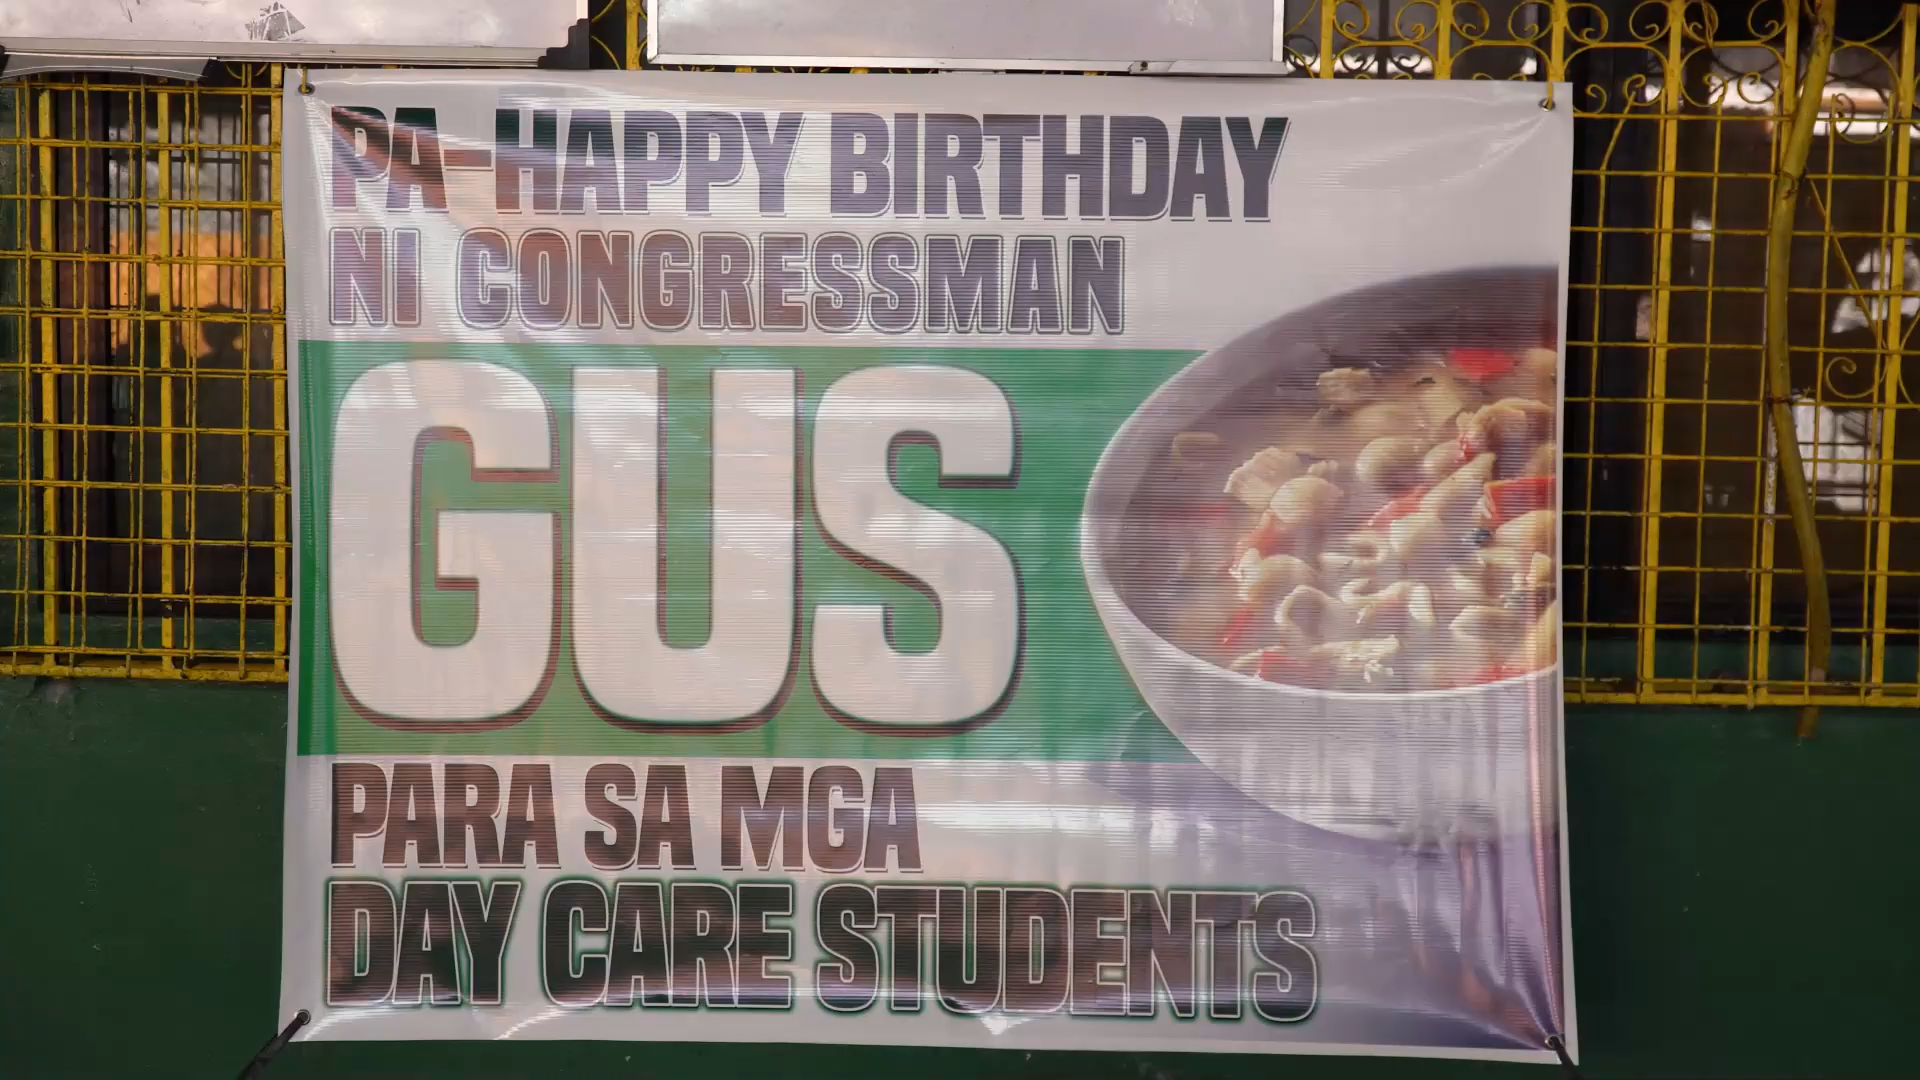 PA-HAPPY BIRTHDAY
NI CONGRESSMAN
GUS
PARA SA MGA
DAY CARE STUDENTS